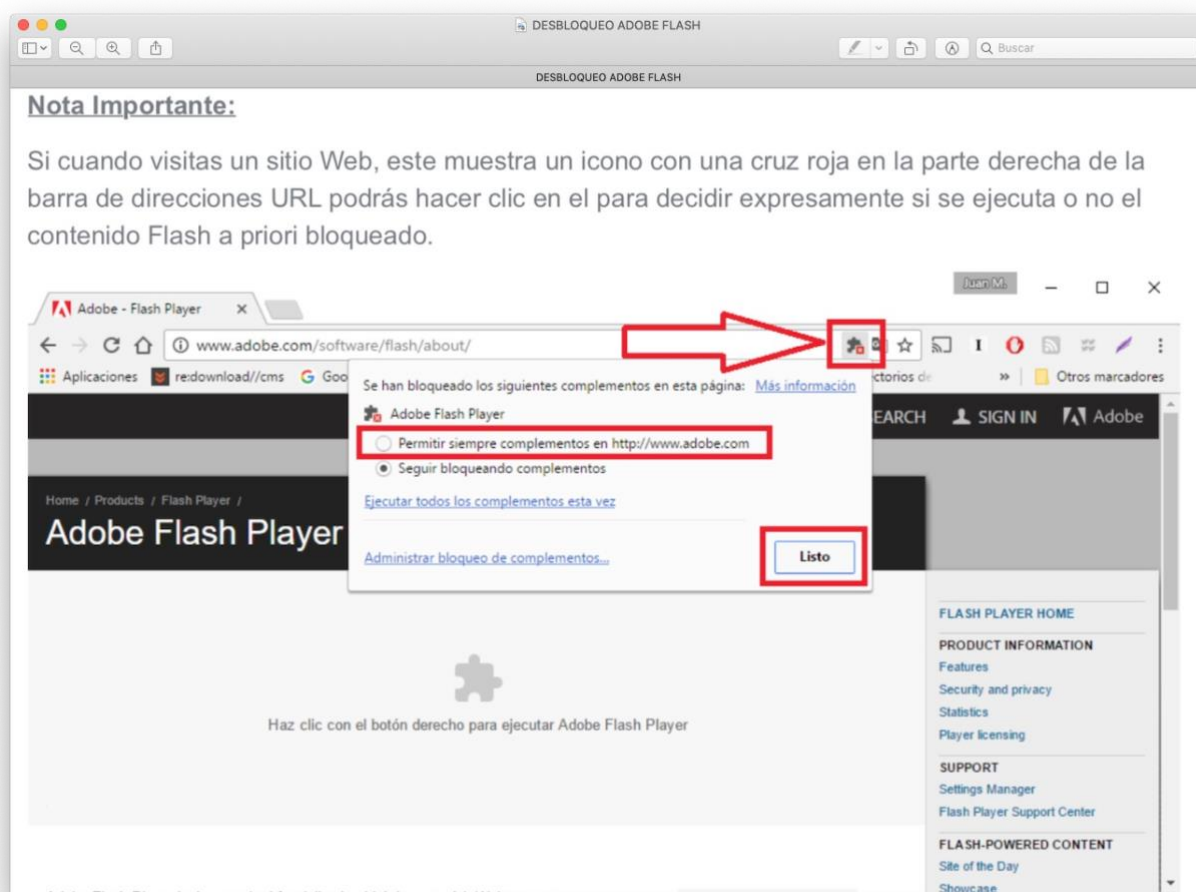 DESBLOQUEO ADOBE FLASH
Buscar
DESBLOQUEO ADOBE FLASH
Nota Importante:
Si cuando visitas un sitio Web, este muestra un icono con una cruz roja en la parte derecha de la
barra de direcciones URL podrás hacer clic en el para decidir expresamente si se ejecuta o no el
contenido Flash a priori bloqueado.
Juan M.
Adobe - Flash Player
www.adobe.com/software/flash/about/
Aplicaciones
re:download//cms
Goo
ectorios de
Otros marcadores
Se han bloqueado los siguientes complementos en esta página: Más información
Adobe Flash Player
Permitir siempre complementos en http://www.adobe.com
Seguir bloqueando complementos
Ejecutar todos los complementos esta vez
Administrar bloqueo de complementos...
Listo
EARCH
SIGN IN
Adobe
Home / Products / Flash Player /
Adobe Flash Player
Haz clic con el botón derecho para ejecutar Adobe Flash Player
FLASH PLAYER HOME
PRODUCT INFORMATION
Features
Security and privacy
Statistics
Player licensing
SUPPORT
Settings Manager
Flash Player Support Center
FLASH-POWERED CONTENT
Site of the Day
Showcase